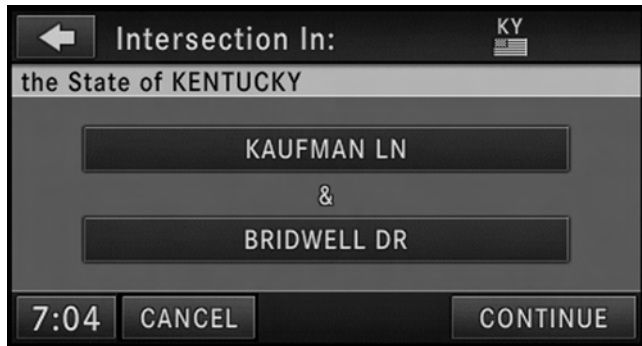 Intersection In:
KY
the State of KENTUCKY
KAUFMAN LN
&
BRIDWELL DR
7:04 CANCEL CONTINUE